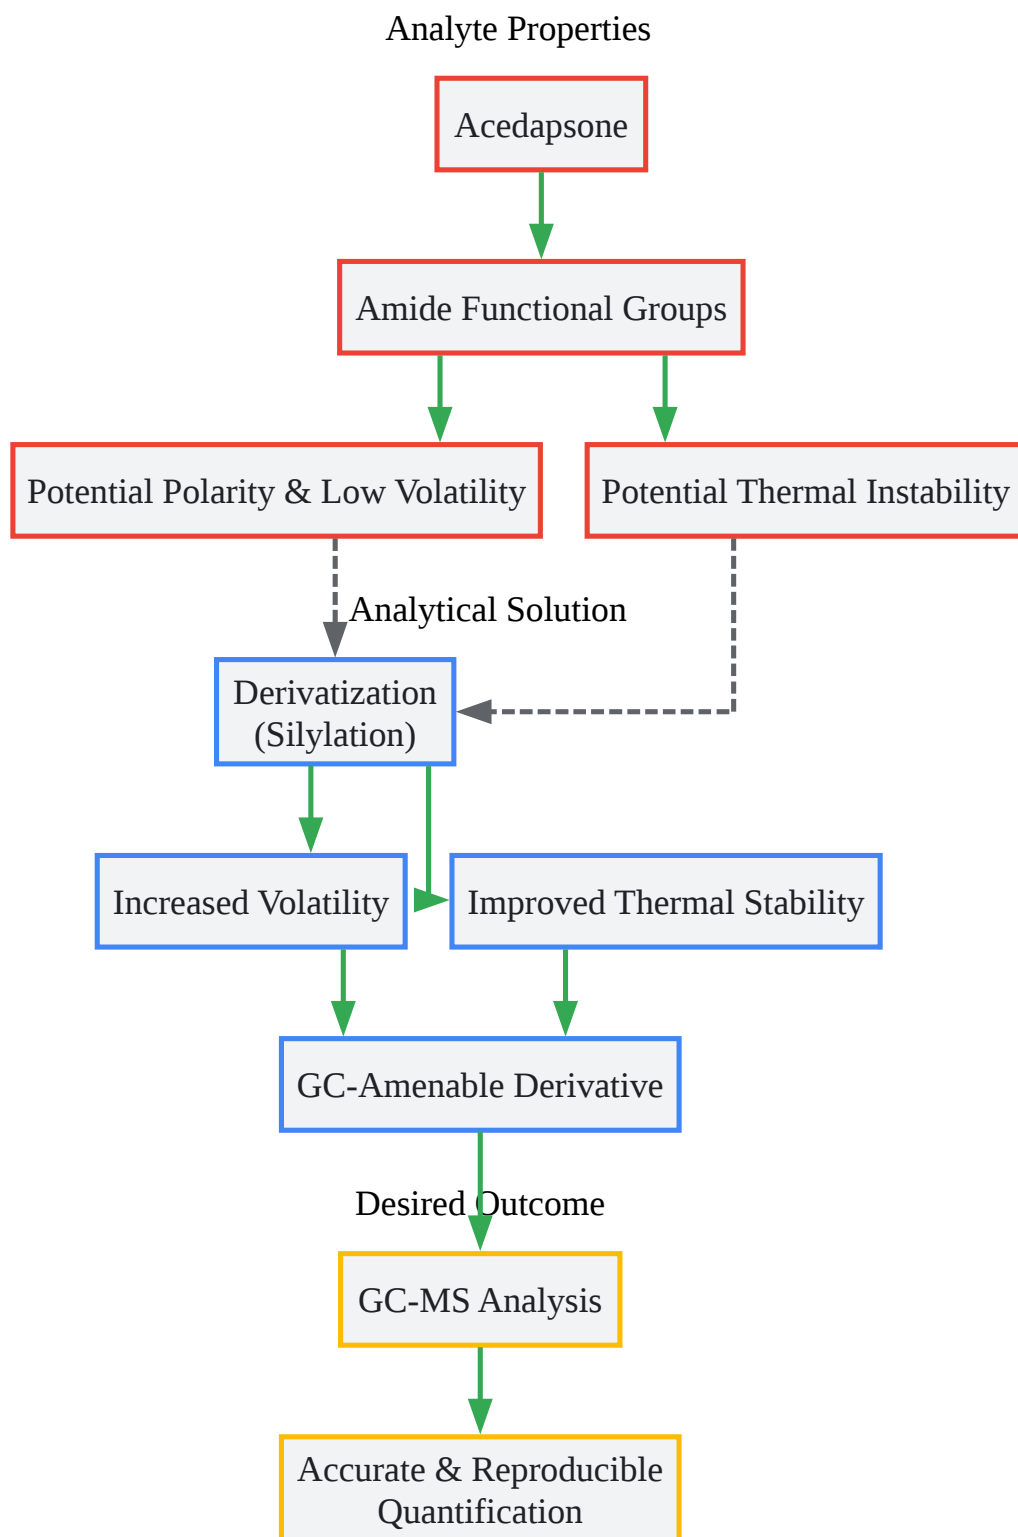 Analyte Properties
Acedapsone
Amide Functional Groups
Potential Polarity & Low Volatility
Potential Thermal Instability
Analytical Solution
Derivatization
(Silylation)
Increased Volatility
Improved Thermal Stability
GC-Amenable Derivative
Desired Outcome
GC-MS Analysis
Accurate & Reproducible
Quantification